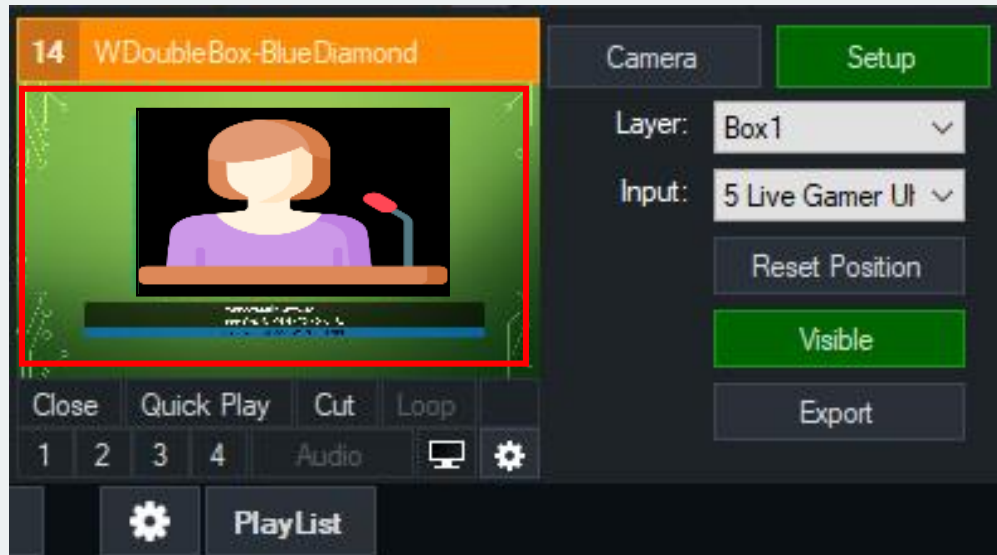 14 WDoubleBox-BlueDiamond
Camera Setup
Layer: Box1
Input: 5 Live Gamer Ul
Reset Position
Visible
Close Quick Play Cut Loop
Export
1 2 3 4 Audio
PlayList